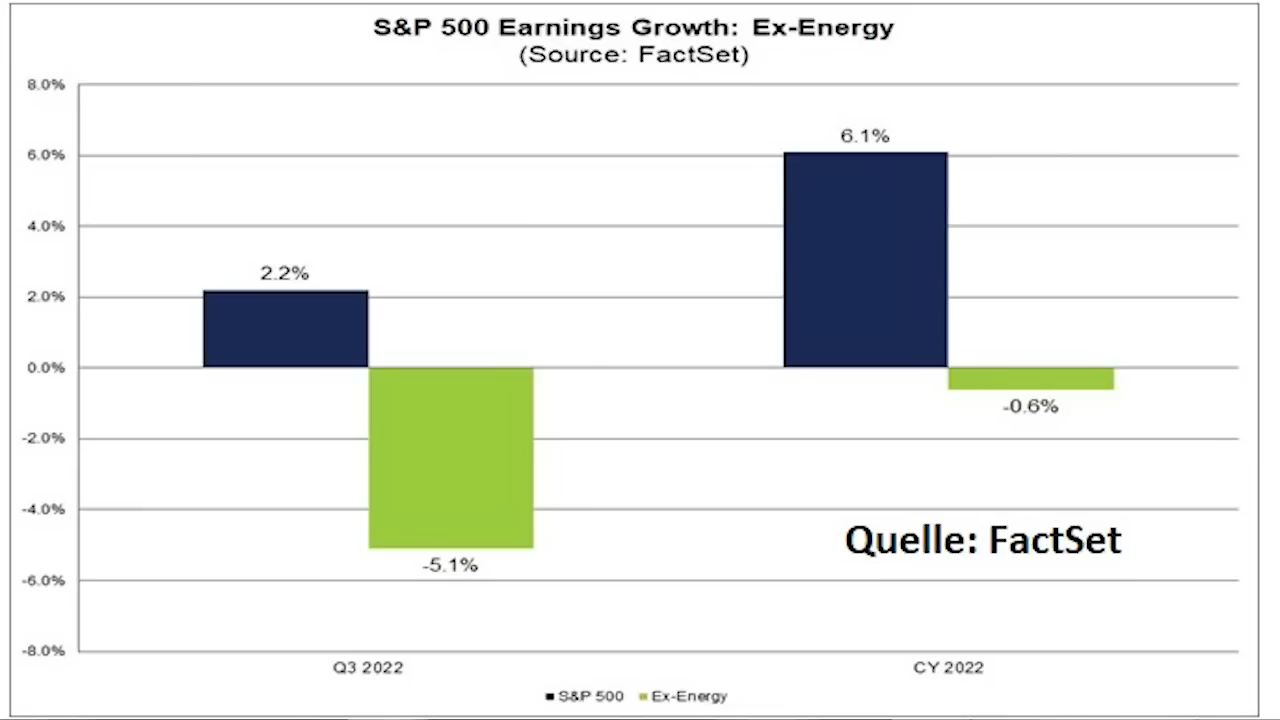 S&P 500 Earnings Growth: Ex-Energy
(Source: FactSet)
8.0%
6.0%
4.0%
2.0%
0.0%
-2.0%
-4.0%
-6.0%
-8.0%
2.2%
-5.1%
6.1%
-0.6%
Quelle: FactSet
Q3 2022
CY 2022
S&P 500
Ex-Energy